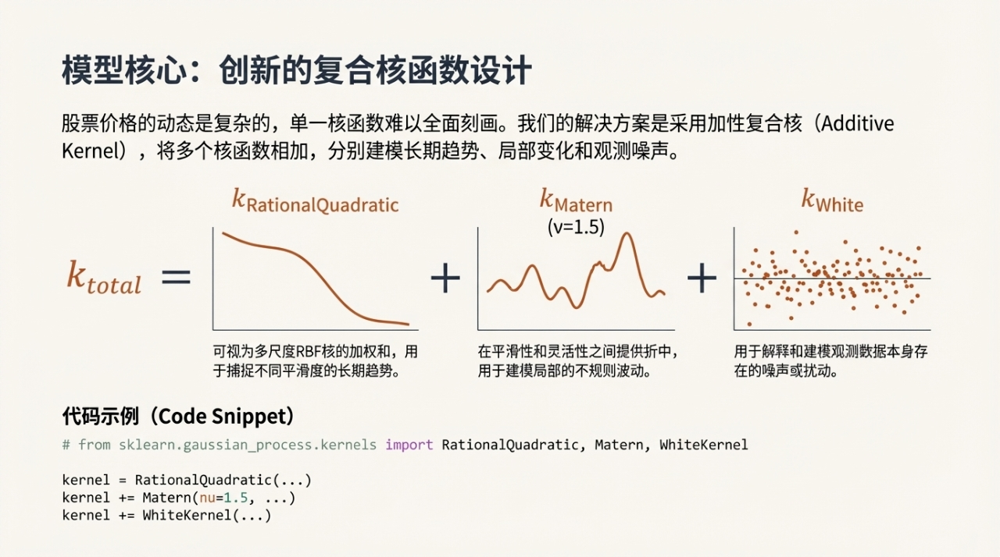 模型核心：创新的复合核函数设计
股票价格的动态是复杂的，单一核函数难以全面刻画。我们的解决方案是采用加性复合核（Additive
Kernel），将多个核函数相加，分别建模长期趋势、局部变化和观测噪声。
k_total = k_RationalQuadratic + k_Matern (ν=1.5) + k_White
可视为多尺度RBF核的加权和，用
于捕捉不同平滑度的长期趋势。
在平滑性和灵活性之间提供折中，
用于建模局部的不规则波动。
用于解释和建模观测数据本身存
在的噪声或扰动。
代码示例（Code Snippet）
# from sklearn.gaussian_process.kernels import RationalQuadratic, Matern, WhiteKernel
kernel = RationalQuadratic(...)
kernel += Matern(nu=1.5, ...)
kernel += WhiteKernel(...)